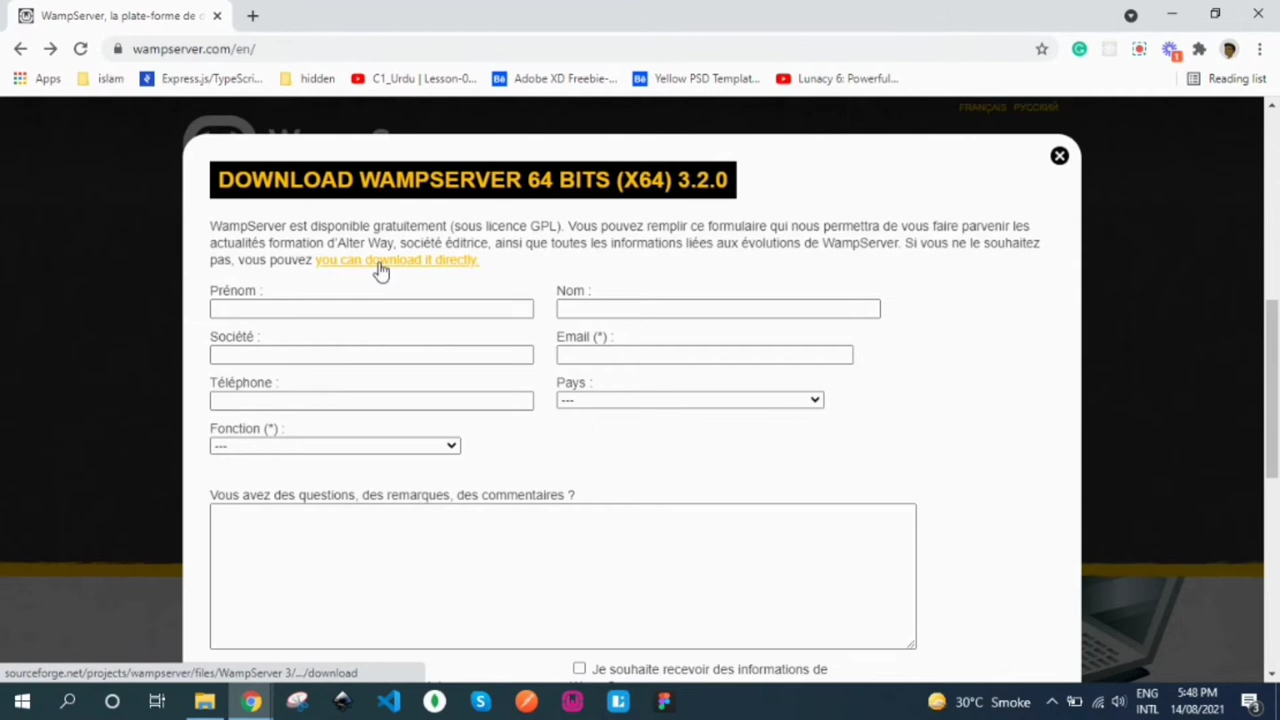 WampServer, la plate-forme de d
wampserver.com/en/
Apps islam Express.js/TypeScri... hidden C1_Urdu | Lesson-0... Adobe XD Freebie-... Yellow PSD Templat... Lunacy 6: Powerful... Reading list
FRANÇAIS РУССКИЙ
DOWNLOAD WAMPSERVER 64 BITS (X64) 3.2.0
WampServer est disponible gratuitement (sous licence GPL). Vous pouvez remplir ce formulaire qui nous permettra de vous faire parvenir les
actualités formation d'Alter Way, société éditrice, ainsi que toutes les informations liées aux évolutions de WampServer. Si vous ne le souhaitez
pas, vous pouvez you can download it directly.
Prénom : Nom :
Société : Email (*) :
Téléphone : Pays :
---
Fonction (*) :
---
Vous avez des questions, des remarques, des commentaires ?
Je souhaite recevoir des informations de
sourceforge.net/projects/wampserver/files/WampServer 3/.../download
30°C Smoke
ENG
INTL
5:48 PM
14/08/2021
3